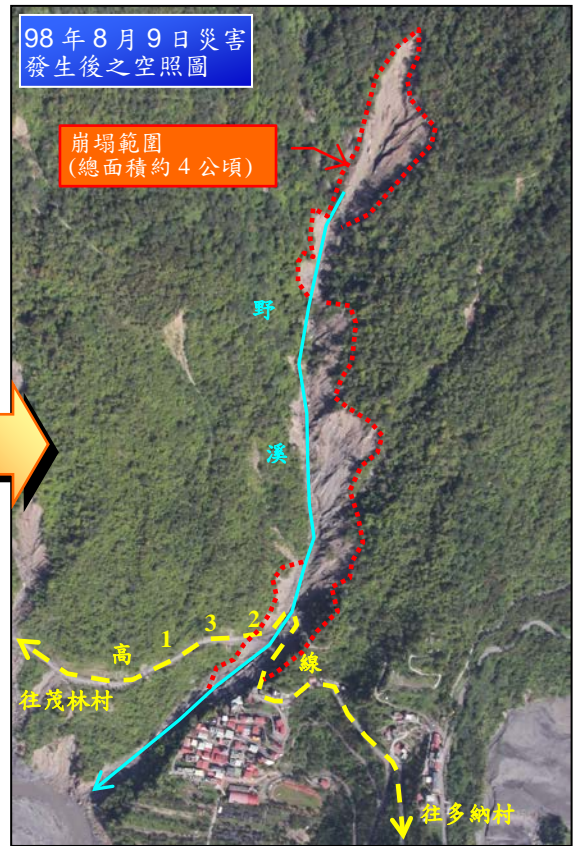 98 年 8 月 9 日災害
發生後之空照圖
崩塌範圍
(總面積約 4 公頃)
野
溪
高 1 3 2 線
往茂林村
往多納村